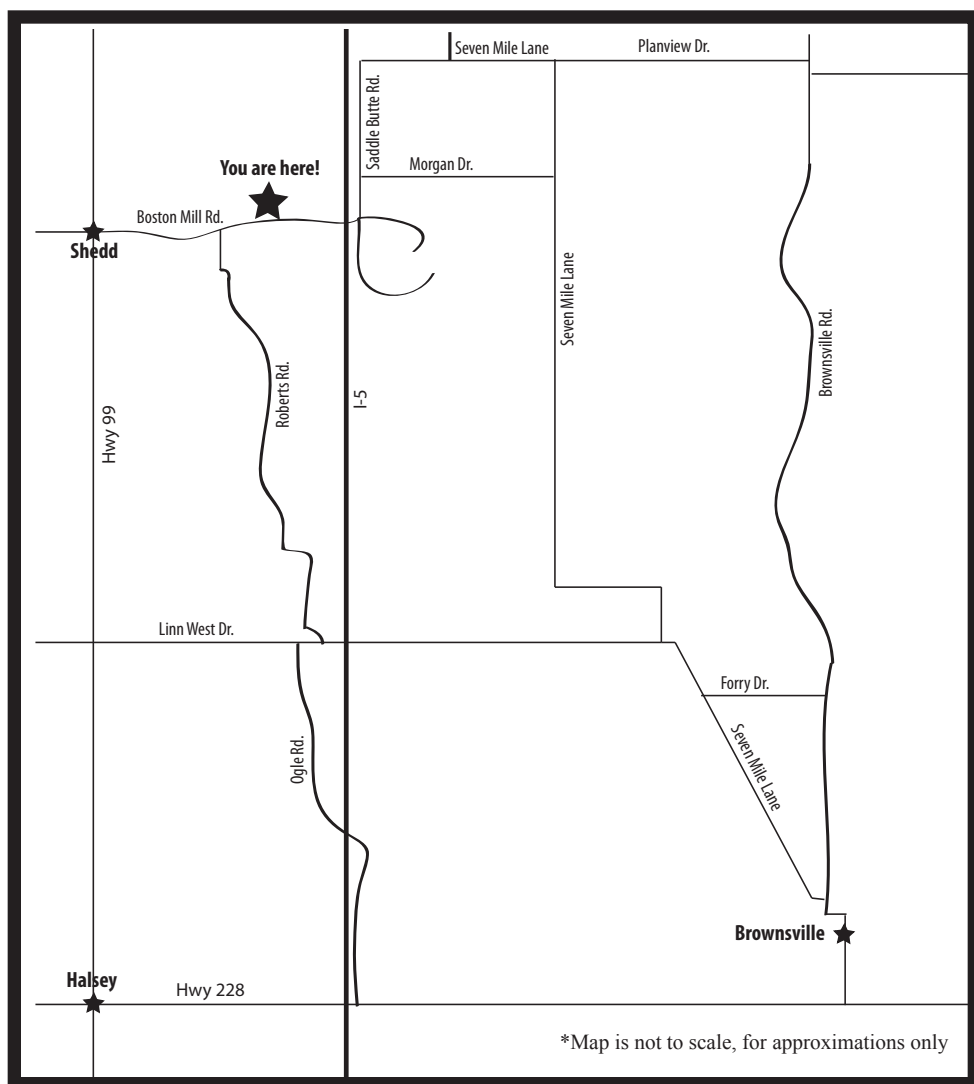 Seven Mile Lane
Planview Dr.
Saddle Butte Rd.
Morgan Dr.
You are here!
Boston Mill Rd.
Shedd
Seven Mile Lane
Brownsville Rd.
Roberts Rd.
I-5
Hwy 99
Linn West Dr.
Forry Dr.
Ogle Rd.
Seven Mile Lane
Brownsville
Halsey
Hwy 228
*Map is not to scale, for approximations only